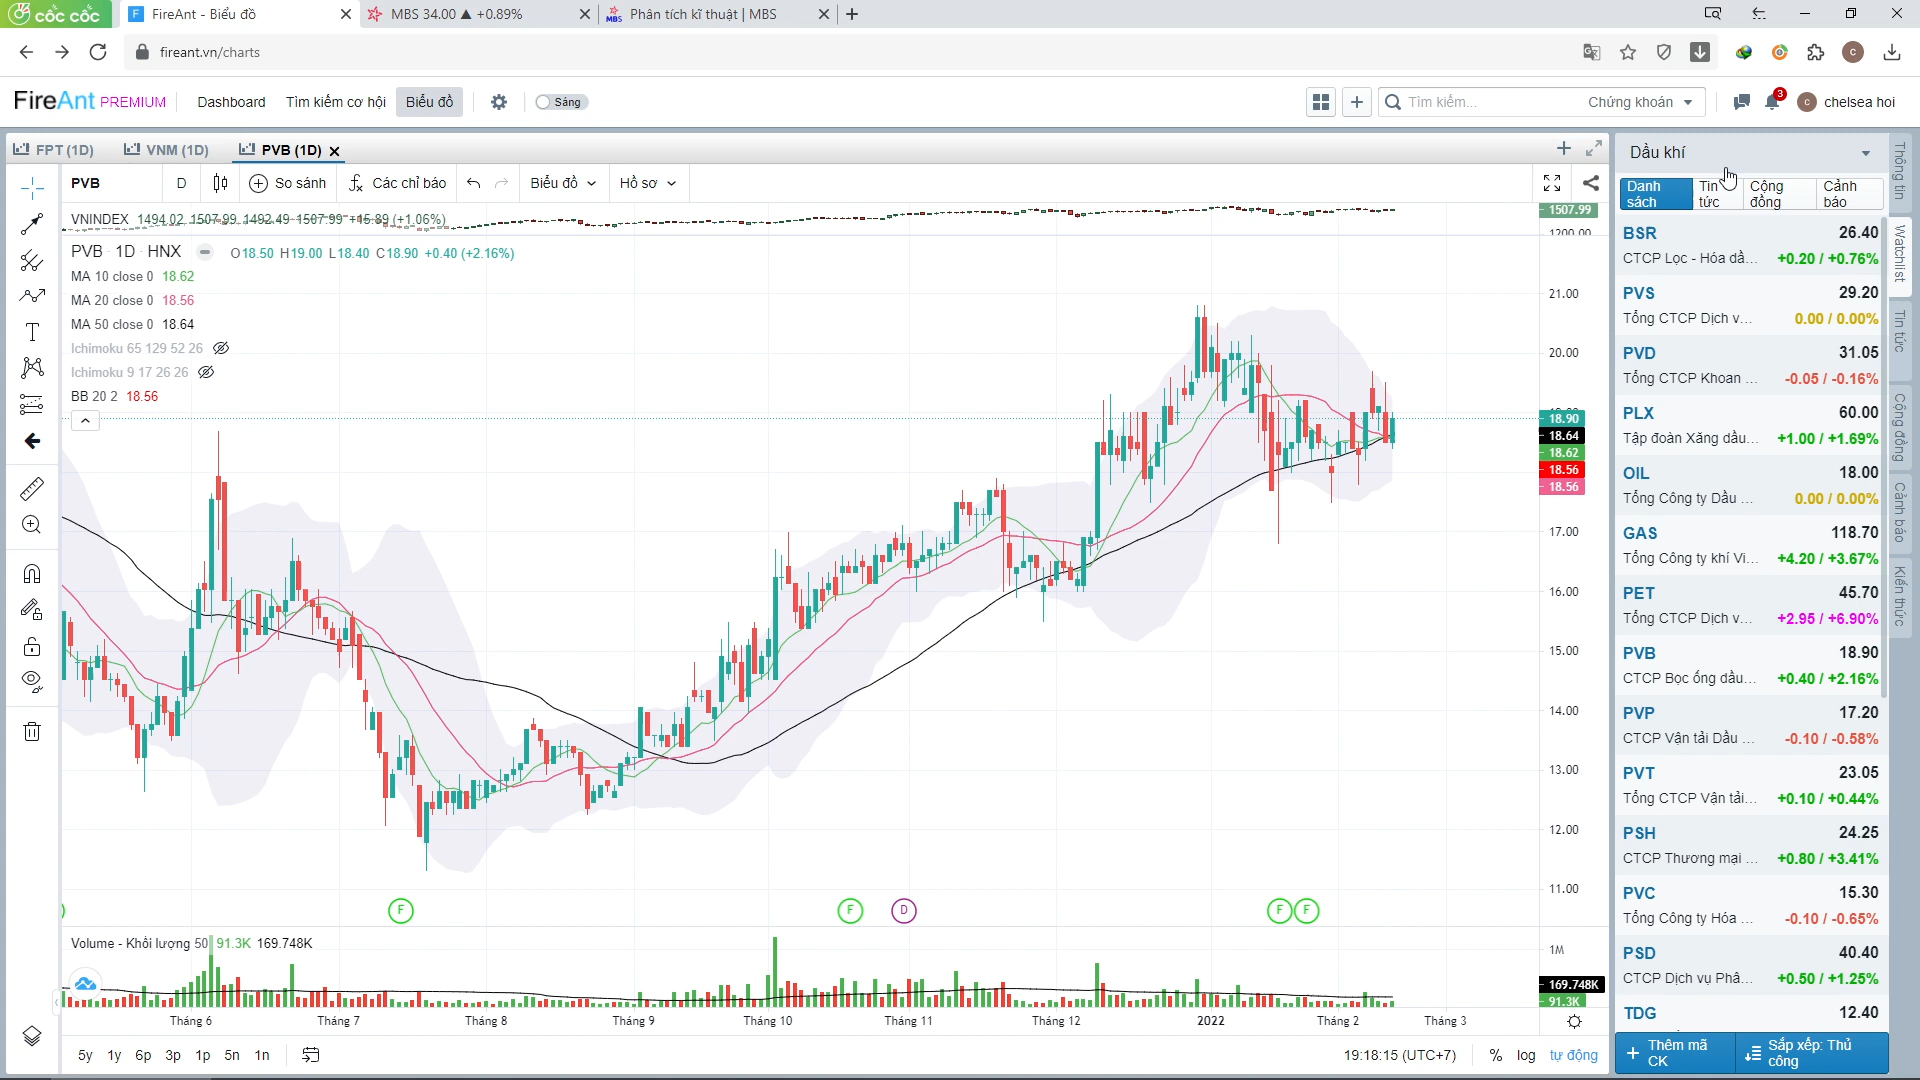 cốc cốc
FireAnt - Biểu đồ
MBS 34.00 ▲ +0.89%
MBS Phân tích kĩ thuật | MBS
fireant.vn/charts
FireAnt PREMIUM
Dashboard
Tìm kiếm cơ hội
Biểu đồ
Sáng
Tìm kiếm...
Chứng khoán
3
chelsea hoi
FPT (1D)
VNM (1D)
PVB (1D)
PVB
D
So sánh
Các chỉ báo
Biểu đồ
Hồ sơ
VNINDEX 1494.02 1507.99 1492.49 1507.99 +15.89 (+1.06%)
1507.99
1200.00
PVB 1D HNX
O18.50 H19.00 L18.40 C18.90 +0.40 (+2.16%)
MA 10 close 0 18.62
MA 20 close 0 18.56
MA 50 close 0 18.64
Ichimoku 65 129 52 26
Ichimoku 9 17 26 26
BB 20 2 18.56
21.00
20.00
18.90
18.64
18.62
18.56
18.56
17.00
16.00
15.00
14.00
13.00
12.00
11.00
F
F
D
F
F
Volume - Khối lượng 50 91.3K 169.748K
1M
169.748K
91.3K
Tháng 6
Tháng 7
Tháng 8
Tháng 9
Tháng 10
Tháng 11
Tháng 12
2022
Tháng 2
Tháng 3
5y 1y 6p 3p 1p 5n 1n
19:18:15 (UTC+7)
%
log
tự động
Dầu khí
Danh sách
Tin tức
Cộng đồng
Cảnh báo
BSR 26.40
CTCP Lọc - Hóa dầ... +0.20 / +0.76%
PVS 29.20
Tổng CTCP Dịch v... 0.00 / 0.00%
PVD 31.05
Tổng CTCP Khoan ... -0.05 / -0.16%
PLX 60.00
Tập đoàn Xăng dầu... +1.00 / +1.69%
OIL 18.00
Tổng Công ty Dầu ... 0.00 / 0.00%
GAS 118.70
Tổng Công ty khí Vi... +4.20 / +3.67%
PET 45.70
Tổng CTCP Dịch v... +2.95 / +6.90%
PVB 18.90
CTCP Bọc ống dầu... +0.40 / +2.16%
PVP 17.20
CTCP Vận tải Dầu ... -0.10 / -0.58%
PVT 23.05
Tổng CTCP Vận tải... +0.10 / +0.44%
PSH 24.25
CTCP Thương mại ... +0.80 / +3.41%
PVC 15.30
Tổng Công ty Hóa ... -0.10 / -0.65%
PSD 40.40
CTCP Dịch vụ Phâ... +0.50 / +1.25%
TDG 12.40
Thêm mã CK
Sắp xếp: Thủ công
Thông tin
Watchlist
Tin tức
Cộng đồng
Cảnh báo
Kiến thức